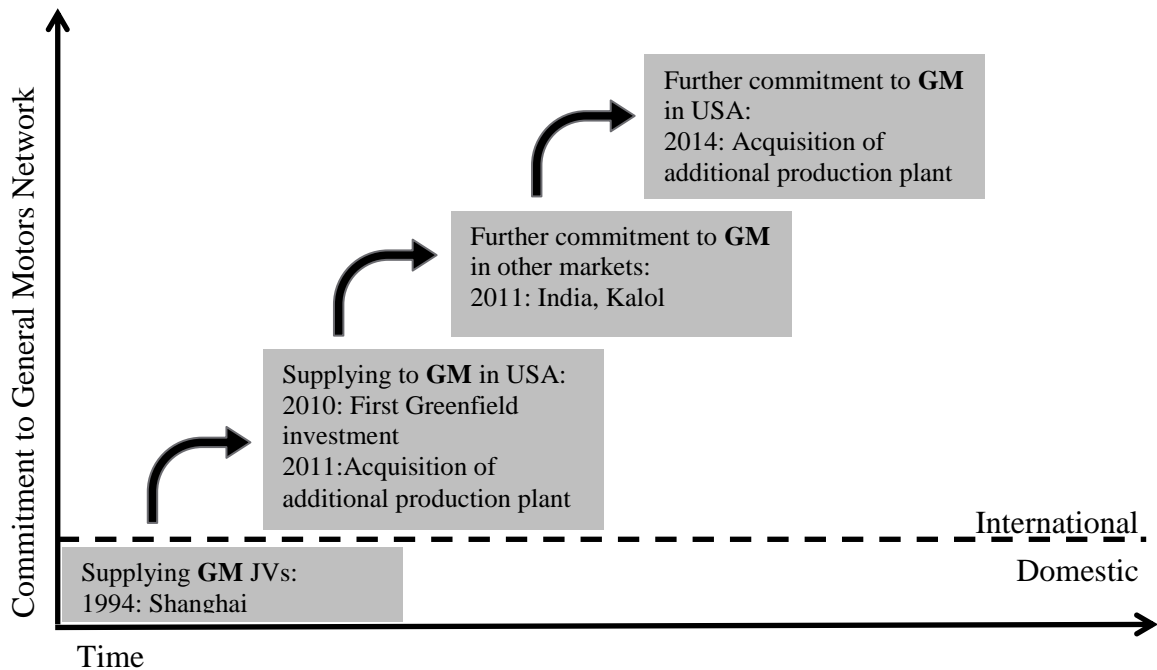 Commitment to General Motors Network
Further commitment to GM
in USA:
2014: Acquisition of
additional production plant
Further commitment to GM
in other markets:
2011: India, Kalol
Supplying to GM in USA:
2010: First Greenfield
investment
2011:Acquisition of
additional production plant
International
Domestic
Supplying GM JVs:
1994: Shanghai
Time